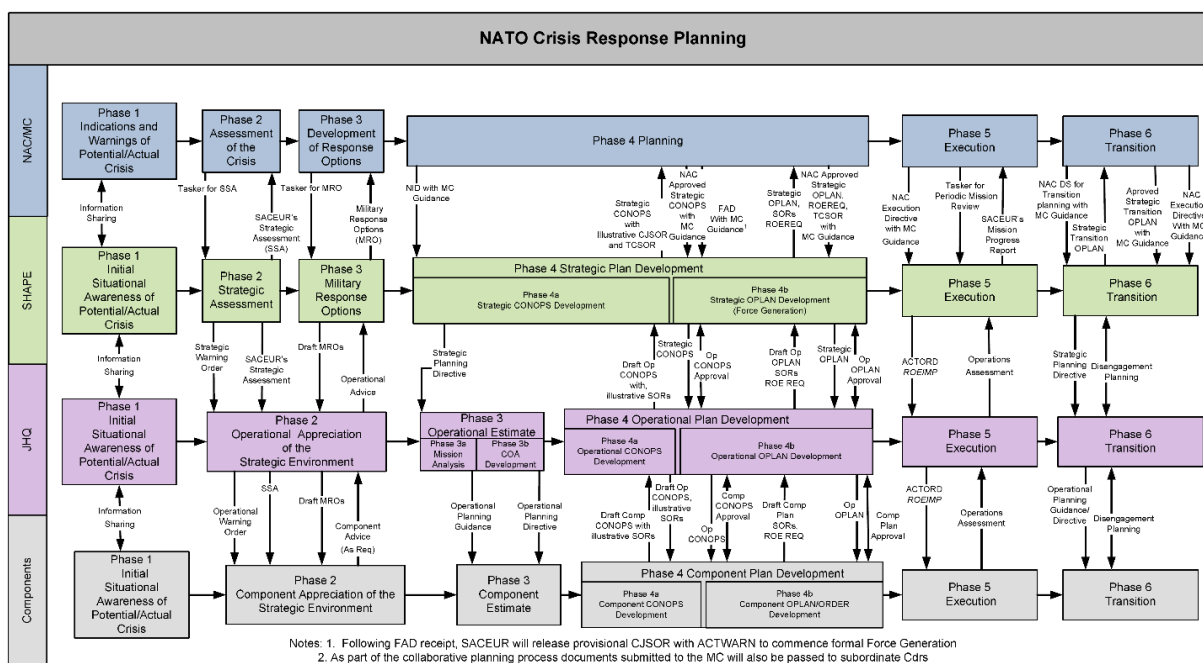 NATO Crisis Response Planning
NAC/MC
Phase 1
Indications and
Warnings of
Potential/Actual
Crisis
Phase 2
Assessment
of the
Crisis
Phase 3
Development
of Response
Options
Phase 4 Planning
Phase 5
Execution
Phase 6
Transition
Information
Sharing
Tasker for SSA
SACEUR's
Strategic
Assessment
(SSA)
Tasker for MRO
Military
Response
Options
(MRO)
NID with MC
Guidance
Strategic
CONOPS
with
Illustrative CJSOR
and TCSOR
NAC
Approved
Strategic
CONOPS
with
MC
Guidance
FAD
With MC
Guidance1
Strategic
OPLAN,
SORs
ROEREQ
NAC
Approved
Strategic
OPLAN.
ROEREQ,
TCSOR
with
MC Guidance
NAC
Execution
Directive
with MC
Guidance
Tasker for
Periodic Mission
Review
SACEUR's
Mission
Progress
Report
NAC DS for
Transition
planning with
MC Guidance
Strategic
Transition
OPLAN
Aproved
Strategic
Transition
OPLAN
with
MC Guidance
NAC
Execution
Directive
With MC
Guidance
SHAPE
Phase 1
Initial
Situational
Awareness of
Potential/Actual
Crisis
Phase 2
Strategic
Assessment
Phase 3
Military
Response
Options
Phase 4 Strategic Plan Development
Phase 4a
Strategic CONOPS Development
Phase 4b
Strategic OPLAN Development
(Force Generation)
Phase 5
Execution
Phase 6
Transition
Information
Sharing
Strategic
Warning
Order
SACEUR's
Strategic
Assessment
Draft MROs
Operational
Advice
Strategic
Planning
Directive
Draft Op
CONOPS
with,
illustrative SORs
Strategic
CONOPS
Op
CONOPS
Approval
Draft Op
OPLAN
SORs
ROE REQ
Strategic
OPLAN
Op
OPLAN
Approval
ACTORD
ROEIMP
Operations
Assessment
Strategic
Planning
Directive
Disengagement
Planning
JHQ
Phase 1
Initial
Situational
Awareness of
Potential/Actual
Crisis
Phase 2
Operational Appreciation
of the
Strategic Environment
Phase 3
Operational Estimate
Phase 3a
Mission
Analysis
Phase 3b
COA
Development
Phase 4 Operational Plan Development
Phase 4a
Operational CONOPS
Development
Phase 4b
Operational OPLAN Development
Phase 5
Execution
Phase 6
Transition
Information
Sharing
Operational
Warning
Order
SSA
Draft MROs
Component
Advice
(As Req)
Operational
Planning
Guidance
Operational
Planning
Directive
Draft Comp
CONOPS with
illustrative SORs
Draft Op
CONOPS,
illustrative
SORs
Op
CONOPS
Comp
CONOPS
Approval
Draft Comp
Plan
SORs.
ROE REQ
Op
OPLAN
Comp
Plan
Approval
ACTORD
ROEIMP
Operations
Assessment
Operational
Planning
Guidance/
Directive
Disengagement
Planning
Components
Phase 1
Initial
Situational
Awareness of
Potential/Actual
Crisis
Phase 2
Component Appreciation of the
Strategic Environment
Phase 3
Component
Estimate
Phase 4 Component Plan Development
Phase 4a
Component CONOPS
Development
Phase 4b
Component OPLAN/ORDER
Development
Phase 5
Execution
Phase 6
Transition
Notes: 1. Following FAD receipt, SACEUR will release provisional CJSOR with ACTWARN to commence formal Force Generation
2. As part of the collaborative planning process documents submitted to the MC will also be passed to subordinate Cdrs